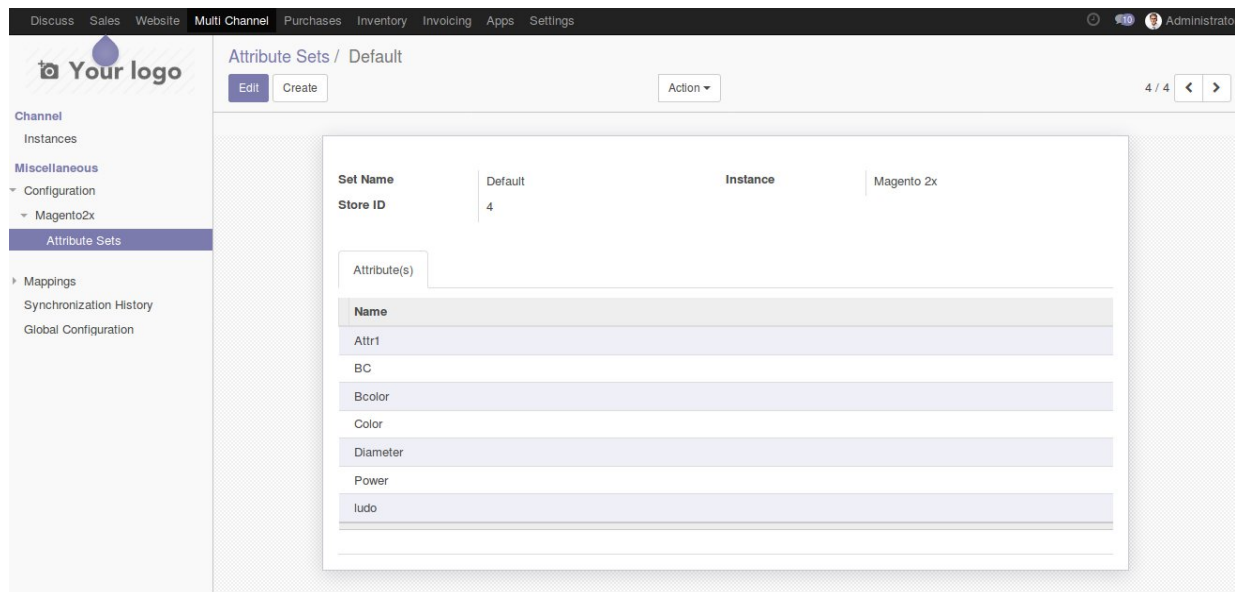 Discuss Sales Website Multi Channel Purchases Inventory Invoicing Apps Settings 10 Administrato
Your logo
Attribute Sets / Default
Edit Create Action 4 / 4
Channel
Instances
Miscellaneous
Configuration
Magento2x
Attribute Sets
Mappings
Synchronization History
Global Configuration
Set Name Default Instance Magento 2x
Store ID 4
Attribute(s)
Name
Attr1
BC
Bcolor
Color
Diameter
Power
ludo